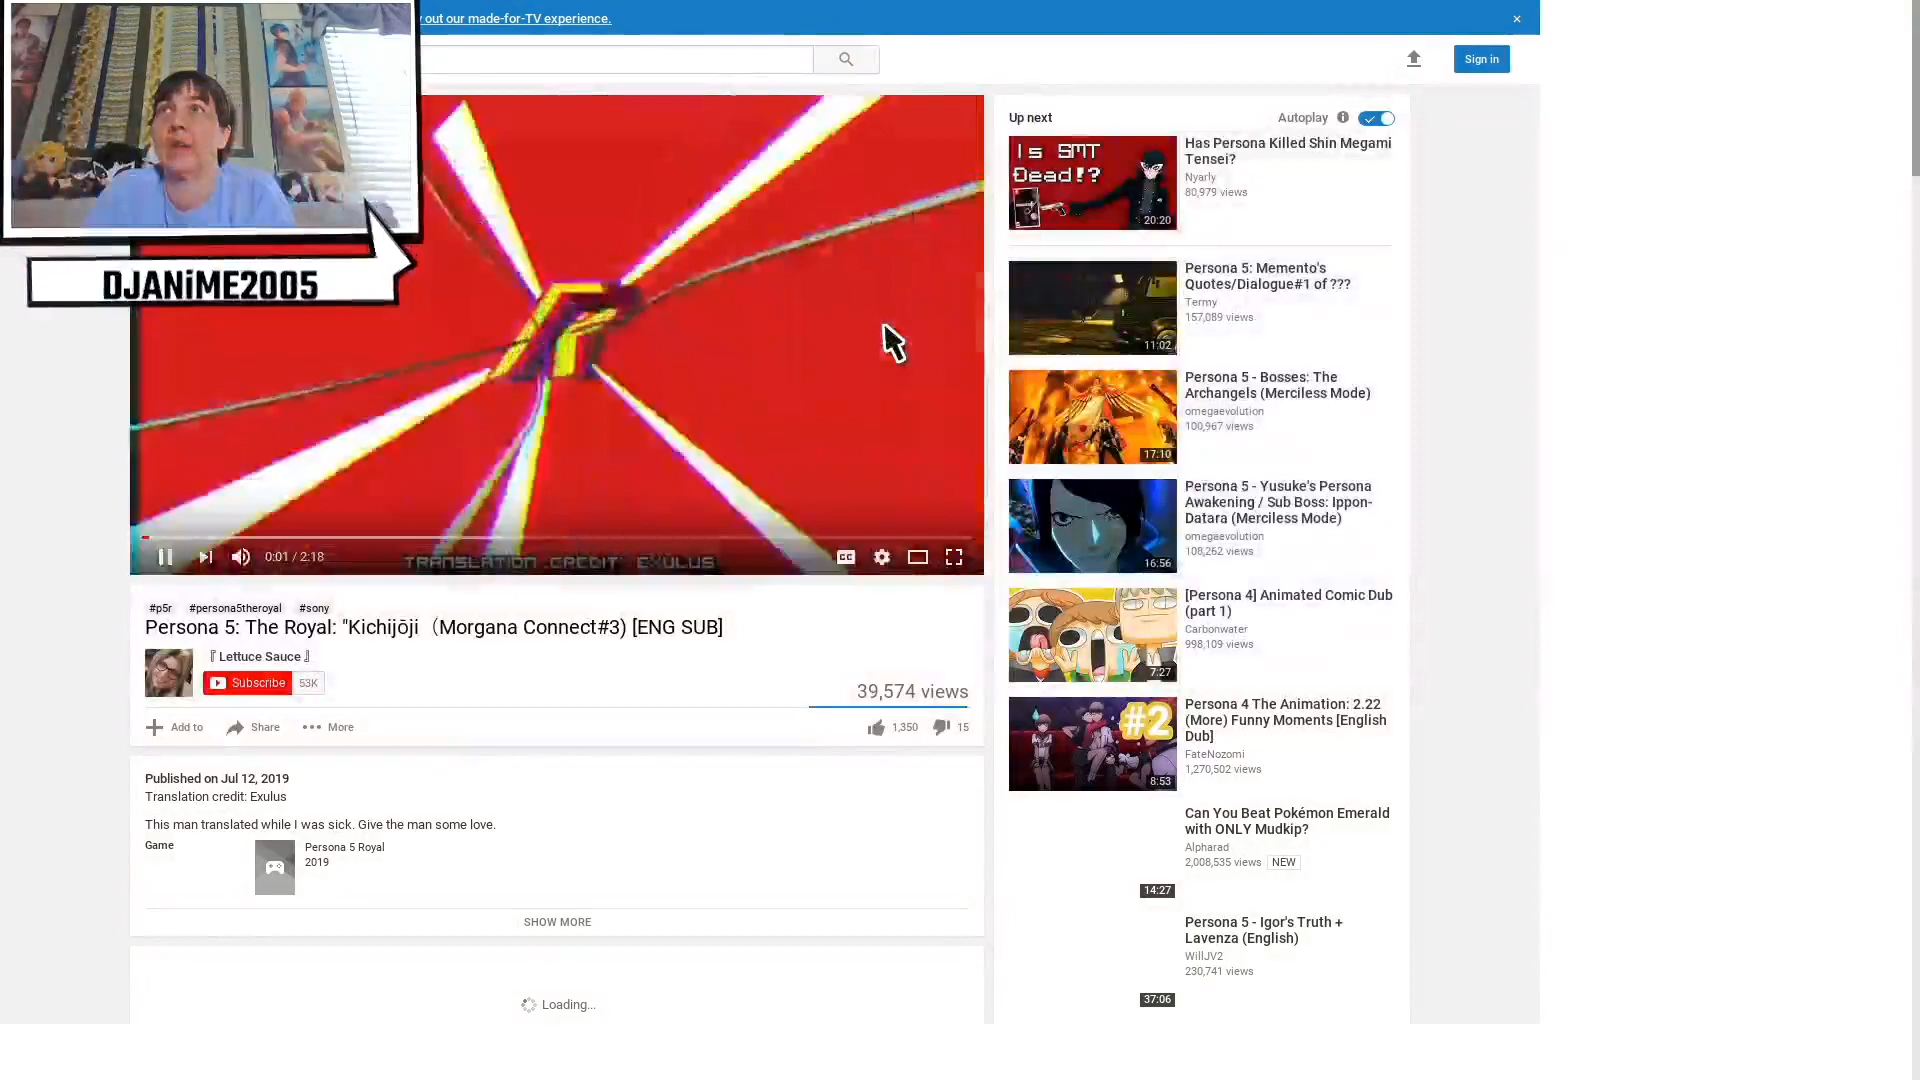 y out our made-for-TV experience.
Sign in
DJANiME2005
0:01 / 2:18
TRANSLATION CREDIT: EXULUS
CC
#p5r #persona5theroyal #sony
Persona 5: The Royal: "Kichijōji（Morgana Connect#3) [ENG SUB]
『 Lettuce Sauce 』
Subscribe 53K
39,574 views
Add to Share More 1,350 15
Published on Jul 12, 2019
Translation credit: Exulus
This man translated while I was sick. Give the man some love.
Game
Persona 5 Royal
2019
SHOW MORE
Loading...
Up next
Autoplay
Is SMT
Dead!?
20:20
Has Persona Killed Shin Megami
Tensei?
Nyarly
80,979 views
11:02
Persona 5: Memento's
Quotes/Dialogue#1 of ???
Termy
157,089 views
17:10
Persona 5 - Bosses: The
Archangels (Merciless Mode)
omegaevolution
100,967 views
16:56
Persona 5 - Yusuke's Persona
Awakening / Sub Boss: Ippon-
Datara (Merciless Mode)
omegaevolution
108,262 views
7:27
[Persona 4] Animated Comic Dub
(part 1)
Carbonwater
998,109 views
#2
8:53
Persona 4 The Animation: 2.22
(More) Funny Moments [English
Dub]
FateNozomi
1,270,502 views
14:27
Can You Beat Pokémon Emerald
with ONLY Mudkip?
Alpharad
2,008,535 views NEW
37:06
Persona 5 - Igor's Truth +
Lavenza (English)
WillJV2
230,741 views